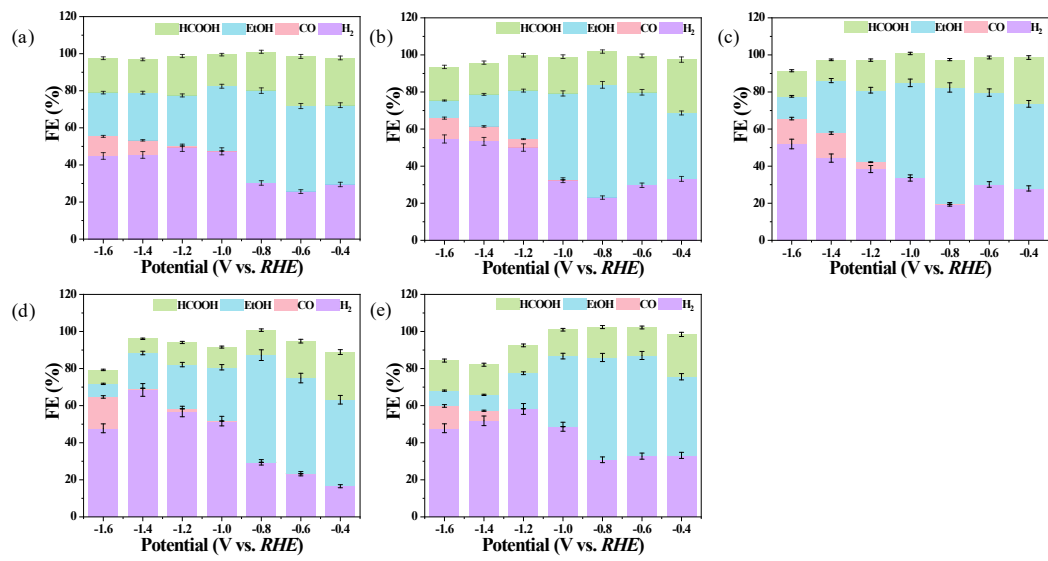 (a)
HCOOH EtOH CO H2
120
100
80
60
40
20
0
FE (%)
-1.6 -1.4 -1.2 -1.0 -0.8 -0.6 -0.4
Potential (V vs. RHE)
(b)
HCOOH EtOH CO H2
120
100
80
60
40
20
0
FE (%)
-1.6 -1.4 -1.2 -1.0 -0.8 -0.6 -0.4
Potential (V vs. RHE)
(c)
HCOOH EtOH CO H2
120
100
80
60
40
20
0
FE (%)
-1.6 -1.4 -1.2 -1.0 -0.8 -0.6 -0.4
Potential (V vs. RHE)
(d)
HCOOH EtOH CO H2
120
100
80
60
40
20
0
FE (%)
-1.6 -1.4 -1.2 -1.0 -0.8 -0.6 -0.4
Potential (V vs. RHE)
(e)
HCOOH EtOH CO H2
120
100
80
60
40
20
0
FE (%)
-1.6 -1.4 -1.2 -1.0 -0.8 -0.6 -0.4
Potential (V vs. RHE)